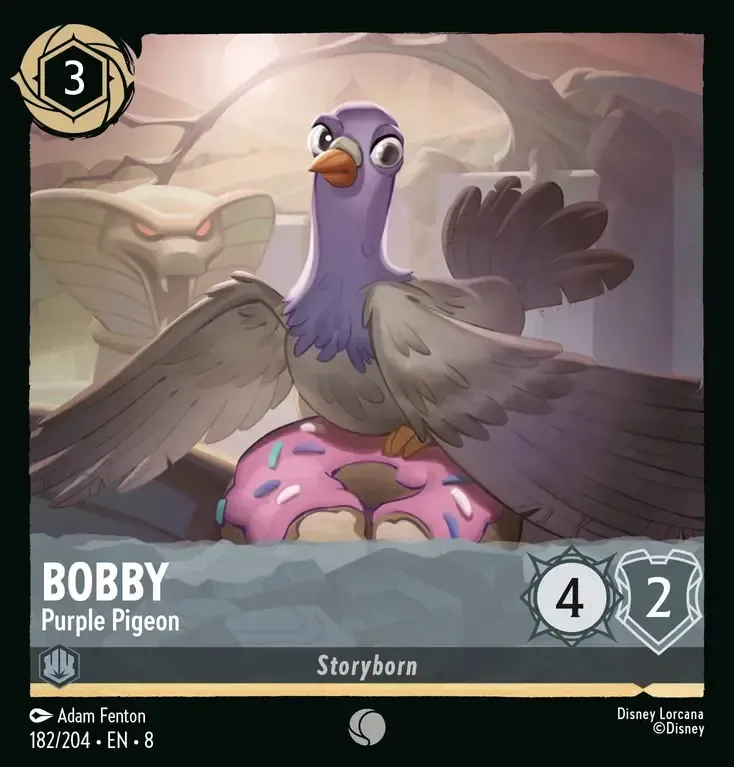 3
BOBBY
Purple Pigeon
4 2
Storyborn
Adam Fenton
182/204 • EN • 8
Disney Lorcana
©Disney